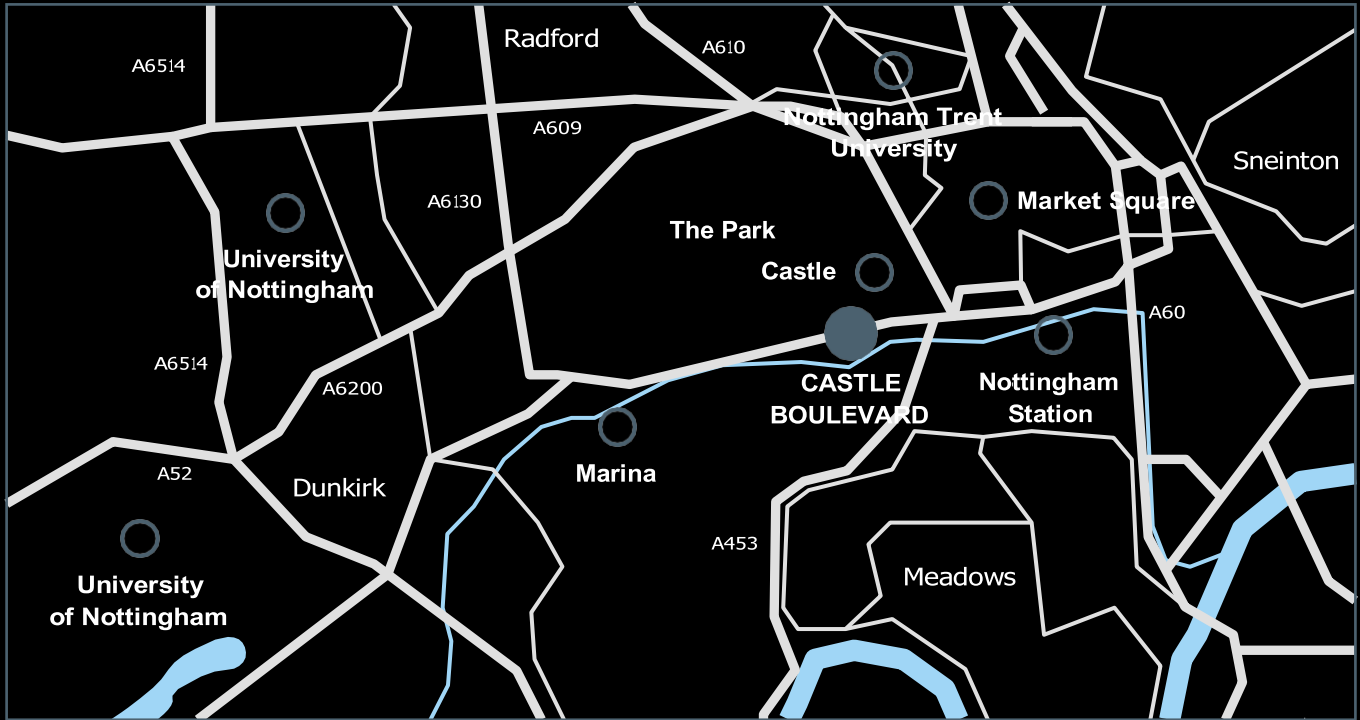 Radford
A610
A6514
Nottingham Trent
University
A609
Sneinton
A6130
Market Square
The Park
University
of Nottingham
Castle
A60
A6514
A6200
CASTLE
BOULEVARD
Nottingham
Station
A52
Marina
Dunkirk
A453
Meadows
University
of Nottingham